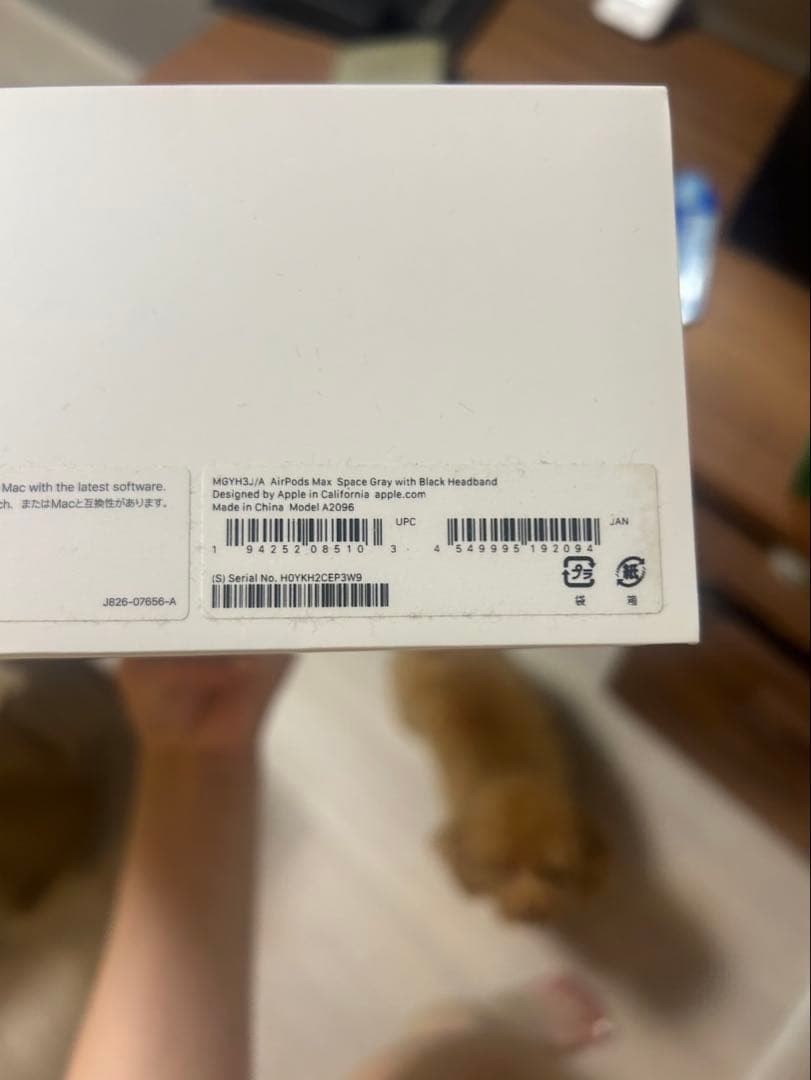 Mac with the latest software.
ch、またはMacと互換性があります。
J826-07656-A
MGYH3J/A AirPods Max Space Gray with Black Headband
Designed by Apple in California apple.com
Made in China Model A2096
UPC
1 94252 08510 3
JAN
4 549995 192094
(S) Serial No. H0YKH2CEP3W9
プラ
紙
袋
箱